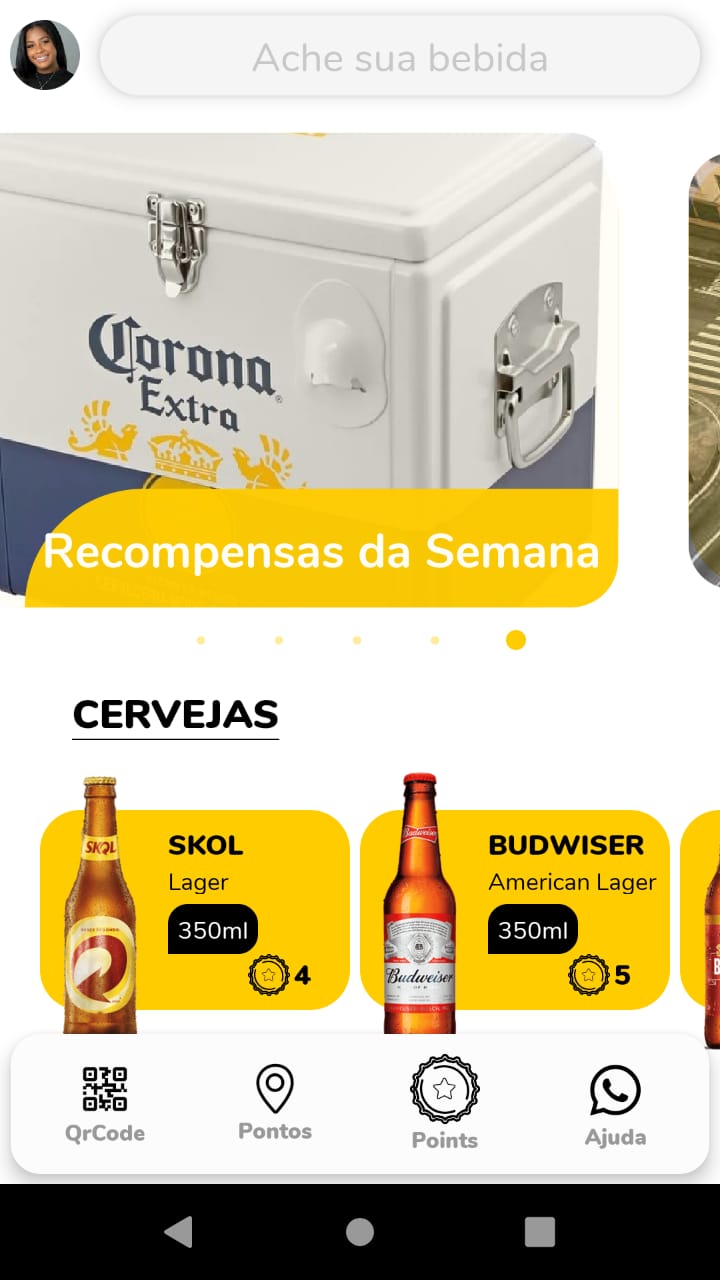 Ache sua bebida
Corona
Extra
Recompensas da Semana
CERVEJAS
SKOL
SKOL
Lager
350ml
4
Budweiser
Budweiser
BUDWISER
American Lager
350ml
5
QrCode
Pontos
Points
Ajuda